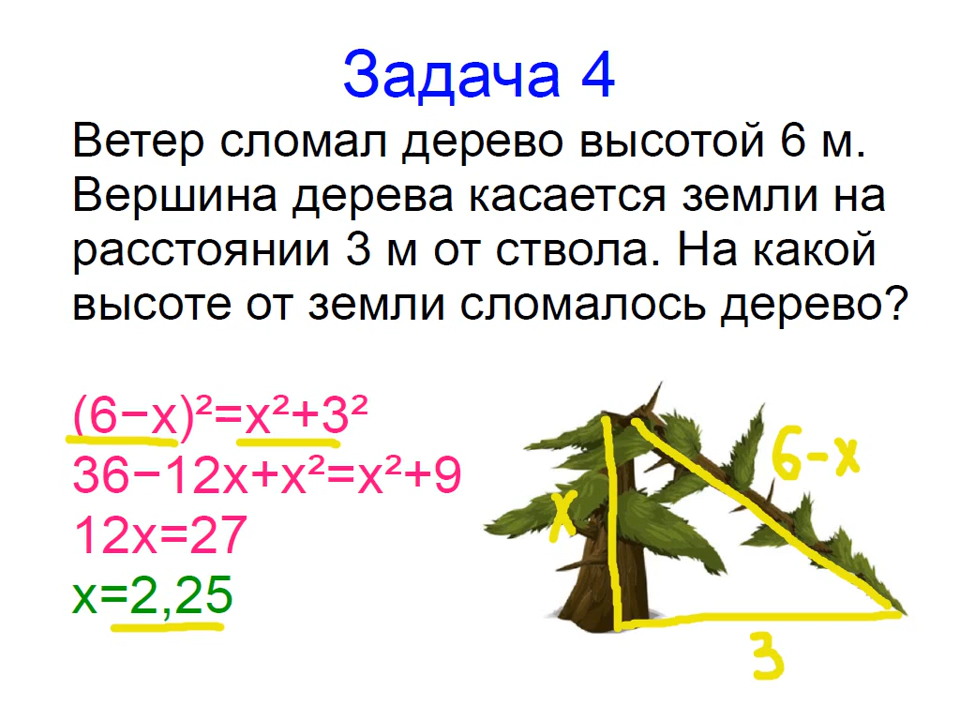 Задача 4
Ветер сломал дерево высотой 6 м.
Вершина дерева касается земли на
расстоянии 3 м от ствола. На какой
высоте от земли сломалось дерево?
(6−x)²=x²+3²
36−12x+x²=x²+9
12x=27
x=2,25
6-x
x
3